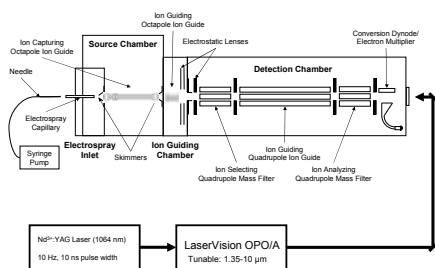 Source Chamber
Ion Guiding
Octapole Ion Guide
Ion Capturing
Octapole Ion Guide
Electrostatic Lenses
Conversion Dynode/
Electron Multiplier
Needle
Detection Chamber
Electrospray
Capillary
Skimmers
Syringe
Pump
Electrospray
Inlet
Ion Guiding
Chamber
Ion Selecting
Quadrupole Mass Filter
Ion Guiding
Quadrupole Ion Guide
Ion Analyzing
Quadrupole Mass Filter
Nd³⁺:YAG Laser (1064 nm)
10 Hz, 10 ns pulse width
LaserVision OPO/A
Tunable: 1.35-10 μm